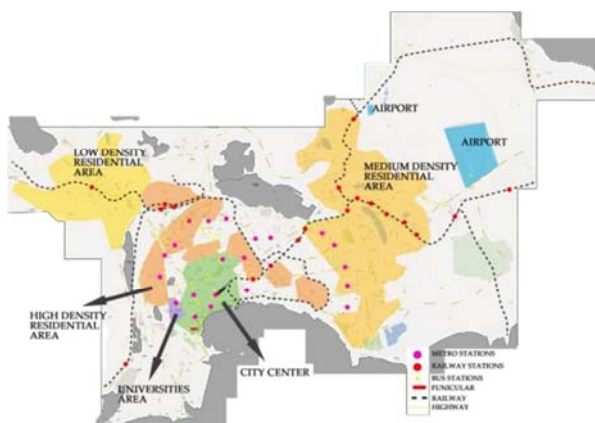 AIRPORT
AIRPORT
LOW DENSITY
RESIDENTIAL
AREA
MEDIUM DENSITY
RESIDENTIAL
AREA
HIGH DENSITY
RESIDENTIAL
AREA
UNIVERSITIES
AREA
CITY CENTER
METRO STATIONS
RAILWAY STATIONS
BUS STATIONS
FUNICULAR
RAILWAY
HIGHWAY